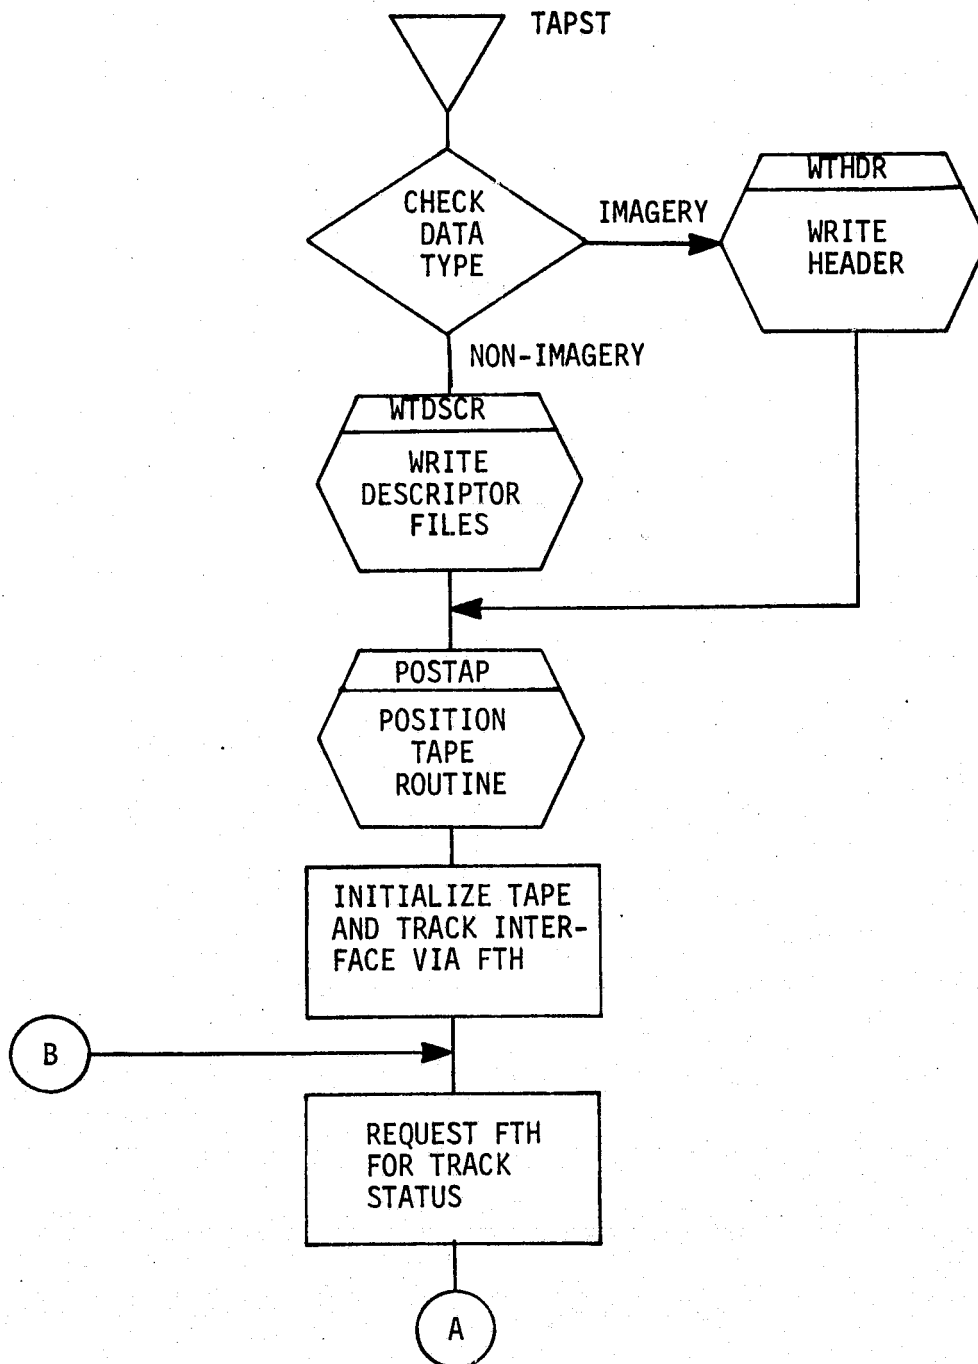 TAPST
CHECK
DATA
TYPE
IMAGERY
WTHDR
WRITE
HEADER
NON-IMAGERY
WTDSCR
WRITE
DESCRIPTOR
FILES
POSTAP
POSITION
TAPE
ROUTINE
INITIALIZE TAPE
AND TRACK INTER-
FACE VIA FTH
B
REQUEST FTH
FOR TRACK
STATUS
A